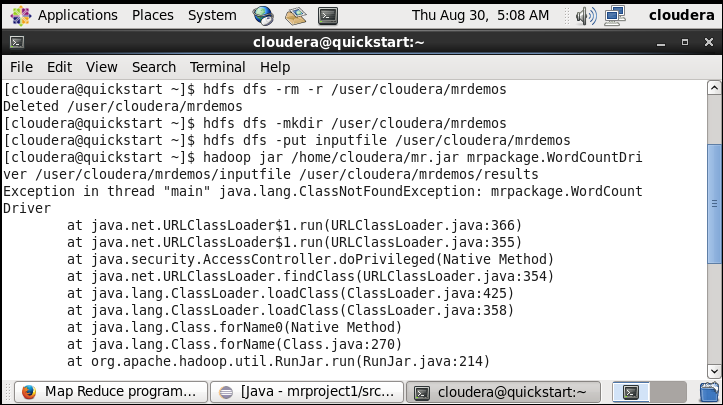 Applications Places System Thu Aug 30, 5:08 AM cloudera
cloudera@quickstart:~
File Edit View Search Terminal Help
[cloudera@quickstart ~]$ hdfs dfs -rm -r /user/cloudera/mrdemos
Deleted /user/cloudera/mrdemos
[cloudera@quickstart ~]$ hdfs dfs -mkdir /user/cloudera/mrdemos
[cloudera@quickstart ~]$ hdfs dfs -put inputfile /user/cloudera/mrdemos
[cloudera@quickstart ~]$ hadoop jar /home/cloudera/mr.jar mrpackage.WordCountDri
ver /user/cloudera/mrdemos/inputfile /user/cloudera/mrdemos/results
Exception in thread "main" java.lang.ClassNotFoundException: mrpackage.WordCount
Driver
at java.net.URLClassLoader$1.run(URLClassLoader.java:366)
at java.net.URLClassLoader$1.run(URLClassLoader.java:355)
at java.security.AccessController.doPrivileged(Native Method)
at java.net.URLClassLoader.findClass(URLClassLoader.java:354)
at java.lang.ClassLoader.loadClass(ClassLoader.java:425)
at java.lang.ClassLoader.loadClass(ClassLoader.java:358)
at java.lang.Class.forName0(Native Method)
at java.lang.Class.forName(Class.java:270)
at org.apache.hadoop.util.RunJar.run(RunJar.java:214)
Map Reduce program... [Java - mrproject1/src... cloudera@quickstart:~